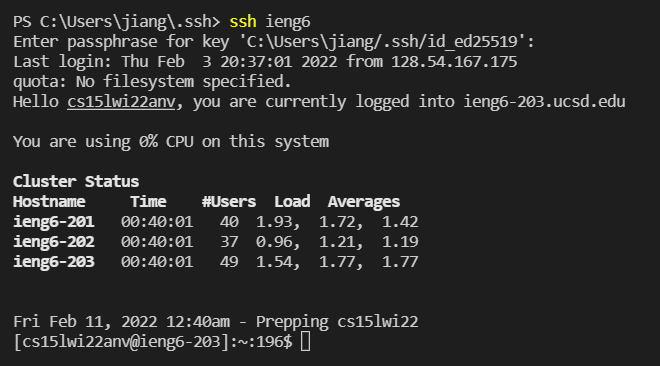 PS C:\Users\jiang\.ssh> ssh ieng6
Enter passphrase for key 'C:\Users\jiang/.ssh/id_ed25519':
Last login: Thu Feb  3 20:37:01 2022 from 128.54.167.175
quota: No filesystem specified.
Hello cs15lwi22anv, you are currently logged into ieng6-203.ucsd.edu
You are using 0% CPU on this system
Cluster Status
Hostname     Time    #Users  Load  Averages
ieng6-201   00:40:01   40  1.93,  1.72,  1.42
ieng6-202   00:40:01   37  0.96,  1.21,  1.19
ieng6-203   00:40:01   49  1.54,  1.77,  1.77
Fri Feb 11, 2022 12:40am - Prepping cs15lwi22
[cs15lwi22anv@ieng6-203]:~:196$